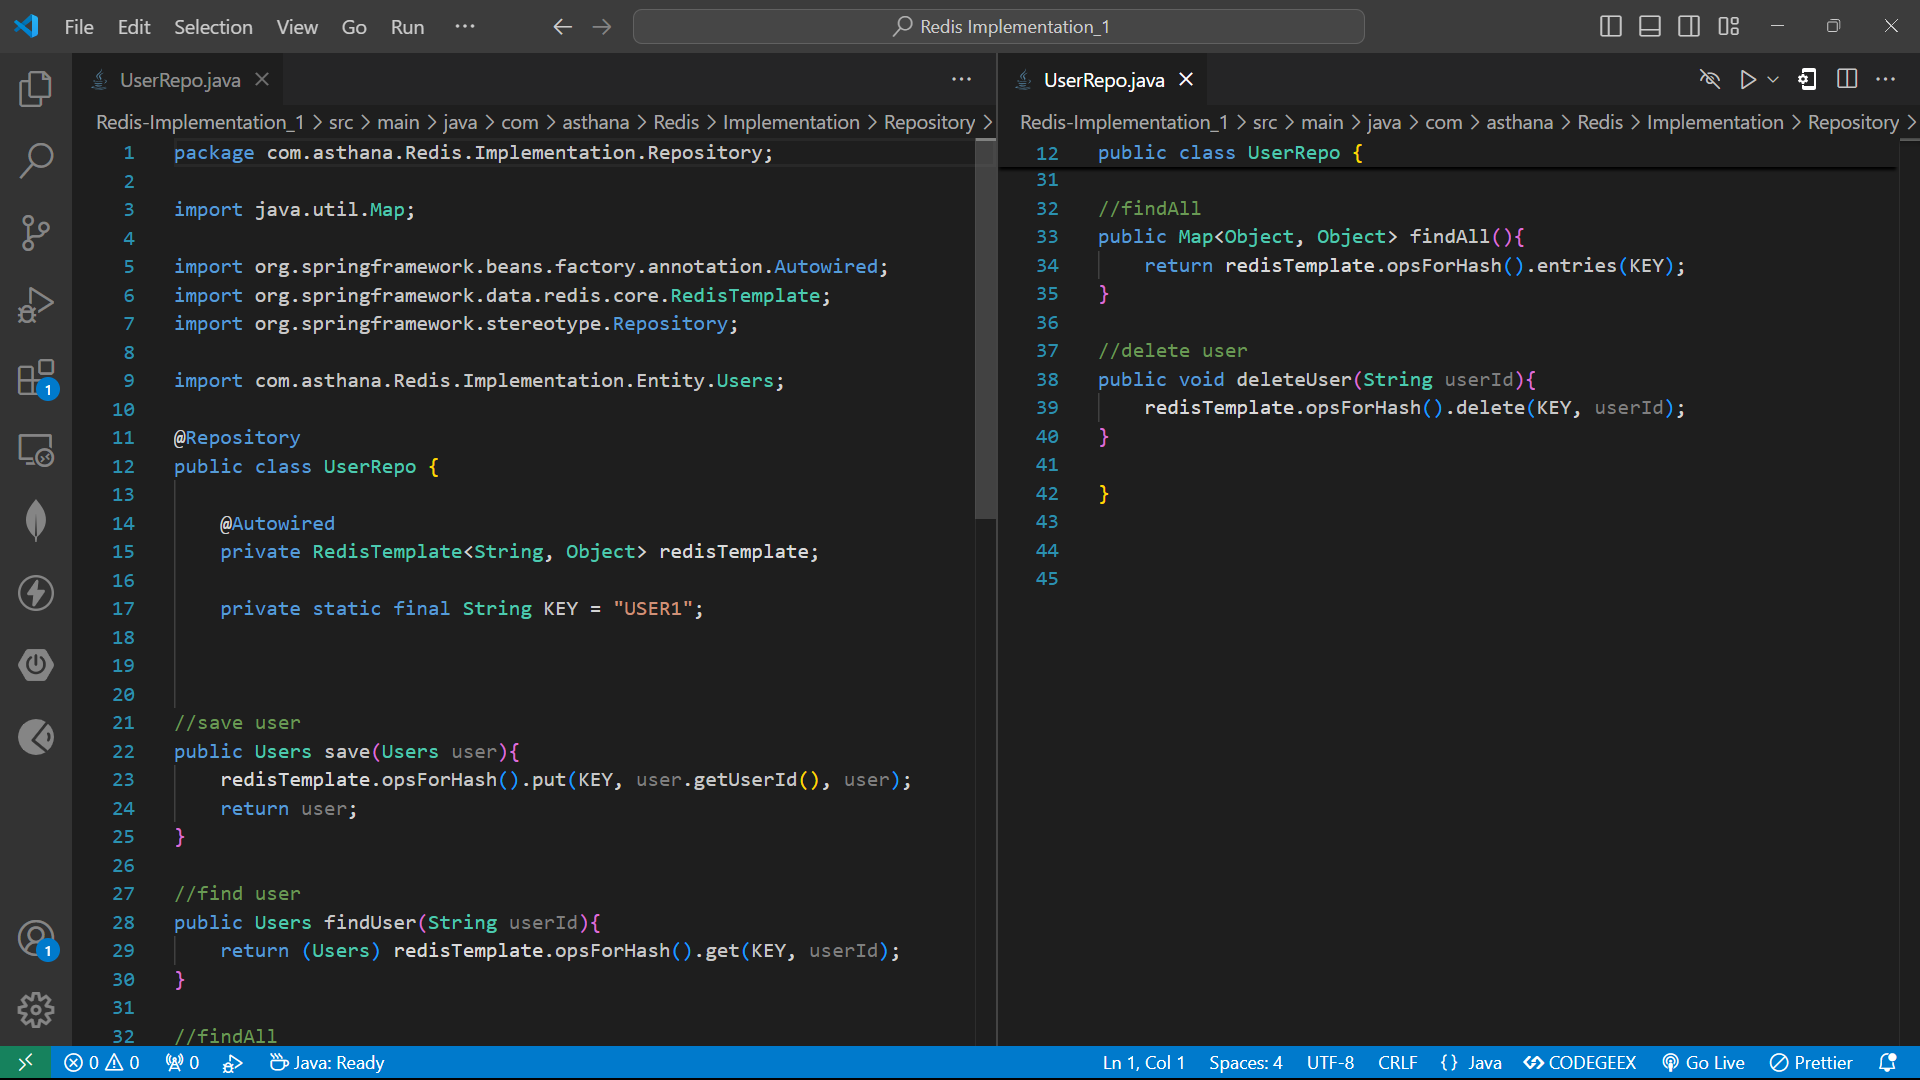 File Edit Selection View Go Run ··· Redis Implementation_1
UserRepo.java
Redis-Implementation_1 > src > main > java > com > asthana > Redis > Implementation > Repository >
1 package com.asthana.Redis.Implementation.Repository;
2
3 import java.util.Map;
4
5 import org.springframework.beans.factory.annotation.Autowired;
6 import org.springframework.data.redis.core.RedisTemplate;
7 import org.springframework.stereotype.Repository;
8
9 import com.asthana.Redis.Implementation.Entity.Users;
10
11 @Repository
12 public class UserRepo {
13
14 @Autowired
15 private RedisTemplate<String, Object> redisTemplate;
16
17 private static final String KEY = "USER1";
18
19
20
21 //save user
22 public Users save(Users user){
23 redisTemplate.opsForHash().put(KEY, user.getUserId(), user);
24 return user;
25 }
26
27 //find user
28 public Users findUser(String userId){
29 return (Users) redisTemplate.opsForHash().get(KEY, userId);
30 }
31
32 //findAll
UserRepo.java
Redis-Implementation_1 > src > main > java > com > asthana > Redis > Implementation > Repository >
12 public class UserRepo {
31
32 //findAll
33 public Map<Object, Object> findAll(){
34 return redisTemplate.opsForHash().entries(KEY);
35 }
36
37 //delete user
38 public void deleteUser(String userId){
39 redisTemplate.opsForHash().delete(KEY, userId);
40 }
41
42 }
43
44
45
1
1
0 0 0 Java: Ready Ln 1, Col 1 Spaces: 4 UTF-8 CRLF {} Java CODEGEEX Go Live Prettier